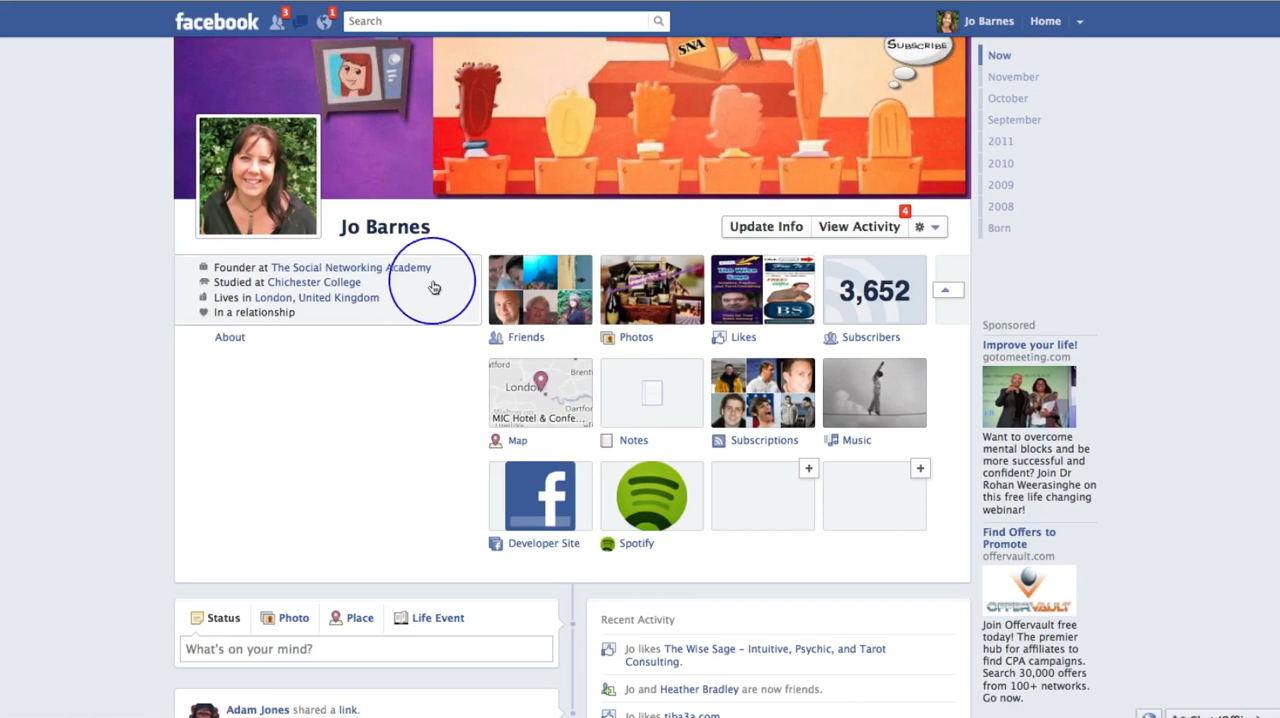 facebook
3
1
Search
Jo Barnes
Home
SNA
SUBSCRIBE
Now
November
October
September
2011
2010
2009
2008
Born
Jo Barnes
Update Info
View Activity
4
Founder at The Social Networking Academy
Studied at Chichester College
Lives in London, United Kingdom
In a relationship
About
Friends
Photos
Likes
3,652
Subscribers
London
MIC Hotel & Confe...
Map
Notes
Subscriptions
Music
Developer Site
Spotify
Sponsored
Improve your life!
gotomeeting.com
Want to overcome
mental blocks and be
more successful and
confident? Join Dr
Rohan Weerasinghe on
this free life changing
webinar!
Find Offers to
Promote
offervault.com
OFFERVAULT
Join Offervault free
today! The premier
hub for affiliates to
find CPA campaigns.
Search 30,000 offers
from 100+ networks.
Go now.
Status
Photo
Place
Life Event
What's on your mind?
Adam Jones shared a link.
Recent Activity
Jo likes The Wise Sage - Intuitive, Psychic, and Tarot
Consulting.
Jo and Heather Bradley are now friends.
Jo likes tiba3a.com